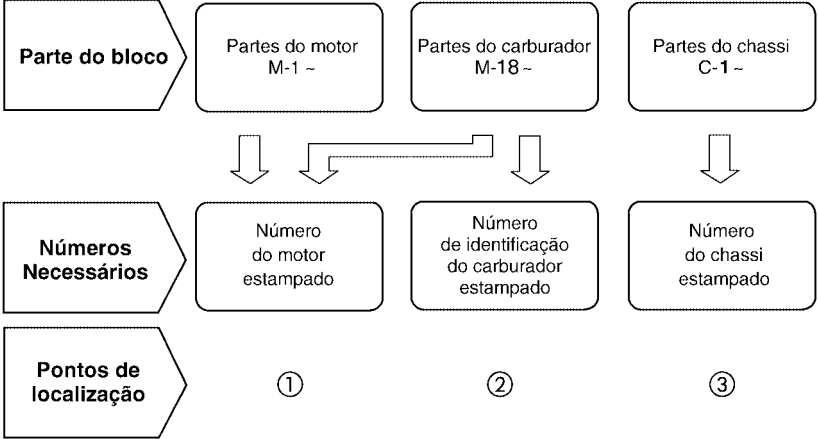 Parte do bloco
Partes do motor
M-1 ~
Partes do carburador
M-18 ~
Partes do chassi
C-1 ~
Números
Necessários
Número
do motor
estampado
Número
de identificação
do carburador
estampado
Número
do chassi
estampado
Pontos de
localização
①
②
③